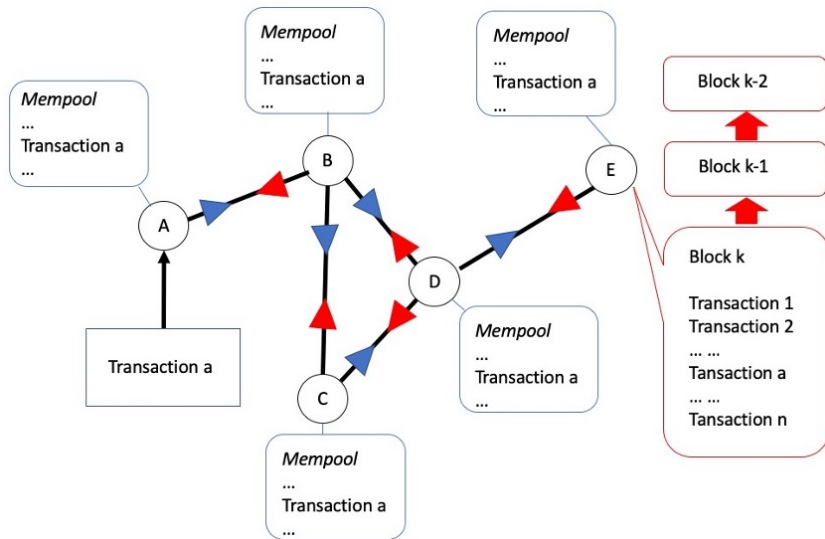 Mempool
...
Transaction a
...
Mempool
...
Transaction a
...
Mempool
...
Transaction a
...
Block k-2
Block k-1
B
E
A
D
C
Transaction a
Mempool
...
Transaction a
...
Mempool
...
Transaction a
...
Block k
Transaction 1
Transaction 2
... ...
Tansaction a
... ...
Tansaction n